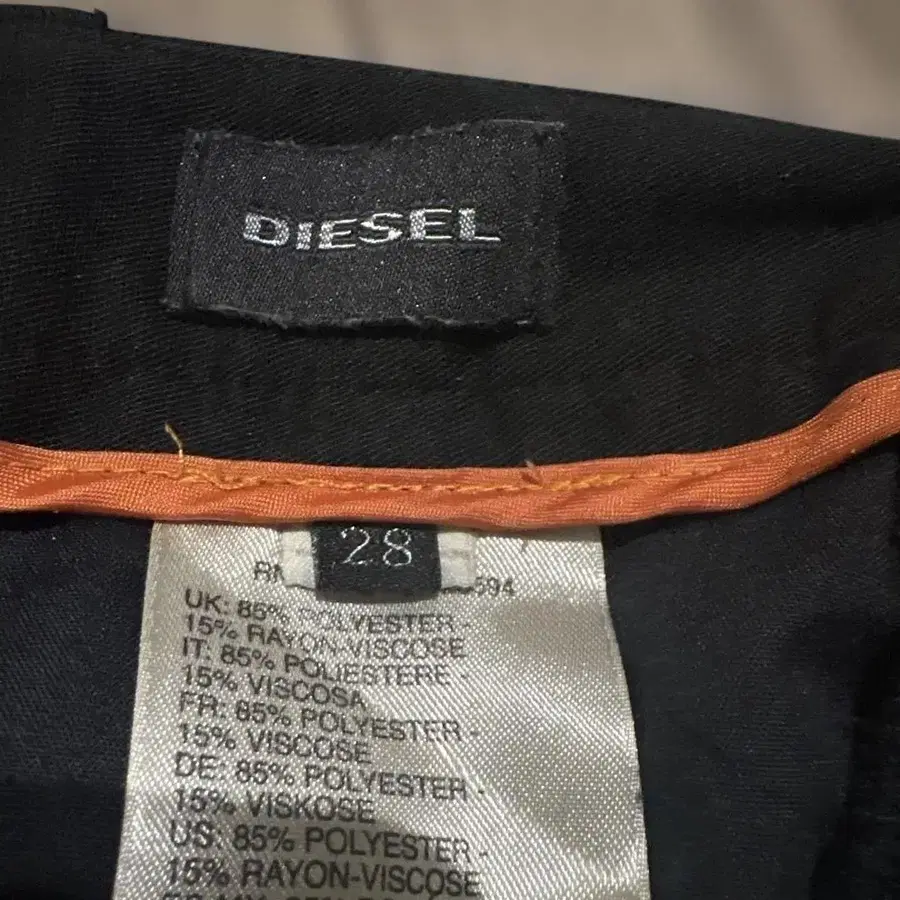 DIESEL
28
594
UK: 85% POLYESTER -
15% RAYON-VISCOSE
IT: 85% POLIESTERE -
15% VISCOSA
FR: 85% POLYESTER -
15% VISCOSE
DE: 85% POLYESTER -
15% VISKOSE
US: 85% POLYESTER -
15% RAYON-VISCOSE